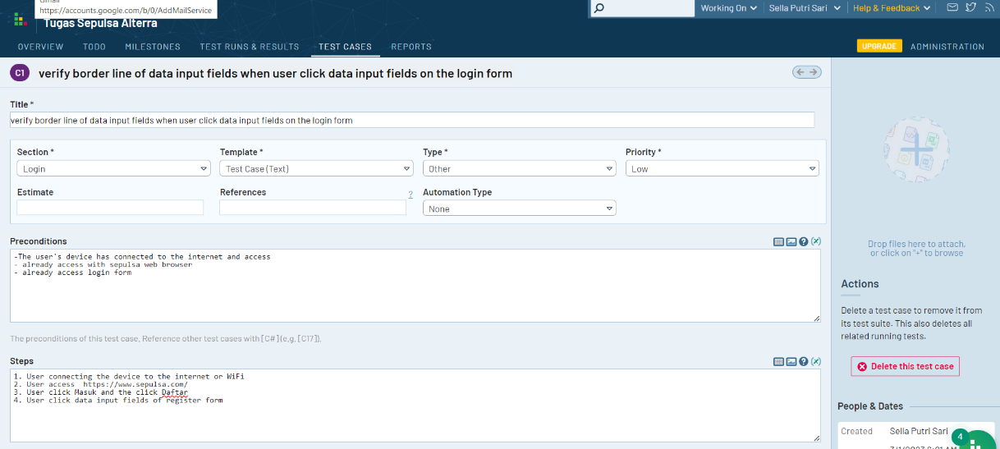 https://accounts.google.com/b/0/AddMailService
Tugas Sepulsa Alterra
Working On
Sella Putri Sari
Help & Feedback
OVERVIEW
TODO
MILESTONES
TEST RUNS & RESULTS
TEST CASES
REPORTS
UPGRADE
ADMINISTRATION
C1
verify border line of data input fields when user click data input fields on the login form
Title *
verify border line of data input fields when user click data input fields on the login form
Section *
Template *
Type *
Priority *
Login
Test Case (Text)
Other
Low
Estimate
References
?
Automation Type
None
Preconditions
-The user's device has connected to the internet and access
- already access with sepulsa web browser
- already access login form
The preconditions of this test case. Reference other test cases with [C#] (e.g. [C17]).
Steps
1. User connecting the device to the internet or WiFi
2. User access  https://www.sepulsa.com/
3. User click Masuk and the click Daftar
4. User click data input fields of register form
Drop files here to attach,
or click on "+" to browse
Actions
Delete a test case to remove it from
its test suite. This also deletes all
related running tests.
Delete this test case
People & Dates
Created
Sella Putri Sari
4